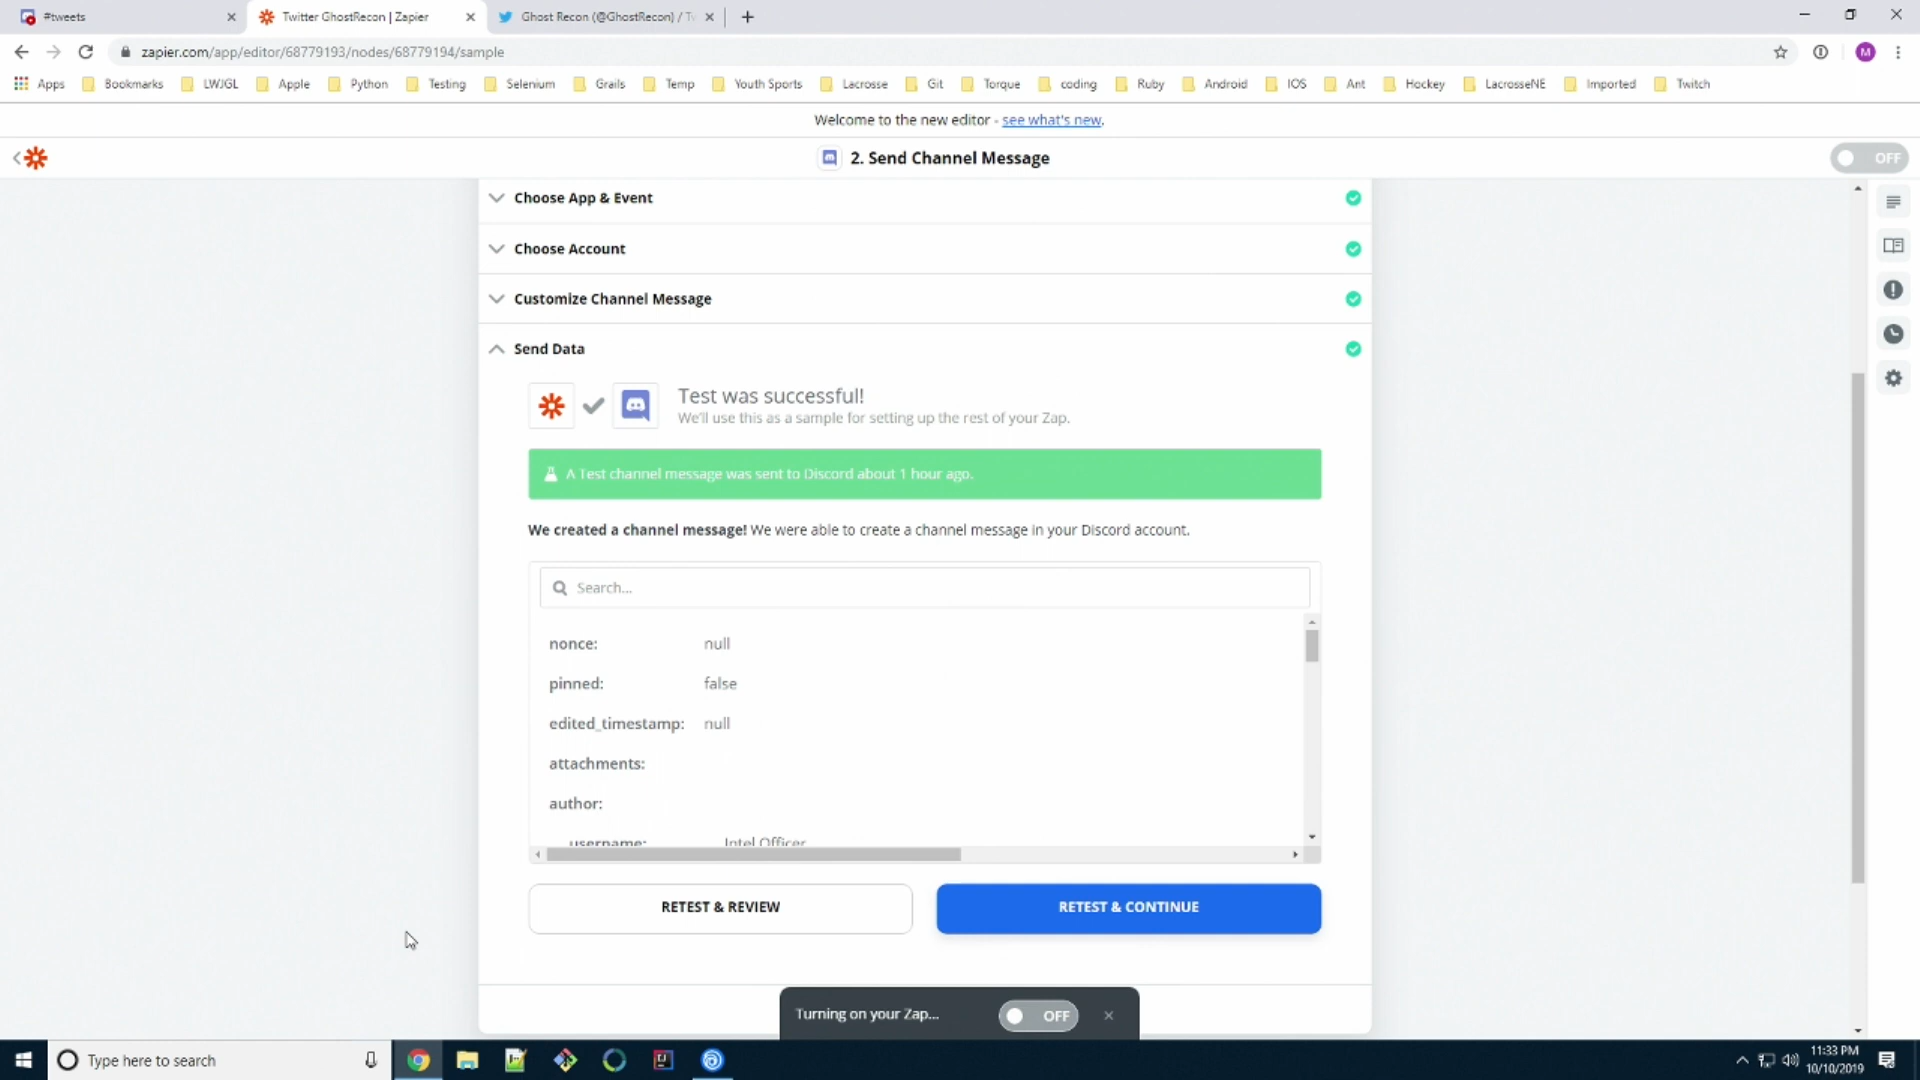 #tweets
Twitter GhostRecon | Zapier
Ghost Recon (@GhostRecon) / Tw
zapier.com/app/editor/68779193/nodes/68779194/sample
M
Apps
Bookmarks
LWJGL
Apple
Python
Testing
Selenium
Grails
Temp
Youth Sports
Lacrosse
Git
Torque
coding
Ruby
Android
IOS
Ant
Hockey
LacrosseNE
Imported
Twitch
Welcome to the new editor - see what's new.
2. Send Channel Message
OFF
Choose App & Event
Choose Account
Customize Channel Message
Send Data
Test was successful!
We'll use this as a sample for setting up the rest of your Zap.
A Test channel message was sent to Discord about 1 hour ago.
We created a channel message! We were able to create a channel message in your Discord account.
Search...
nonce: null
pinned: false
edited_timestamp: null
attachments:
author:
username: Intel Officer
RETEST & REVIEW
RETEST & CONTINUE
Turning on your Zap...
OFF
Type here to search
11:33 PM
10/10/2019